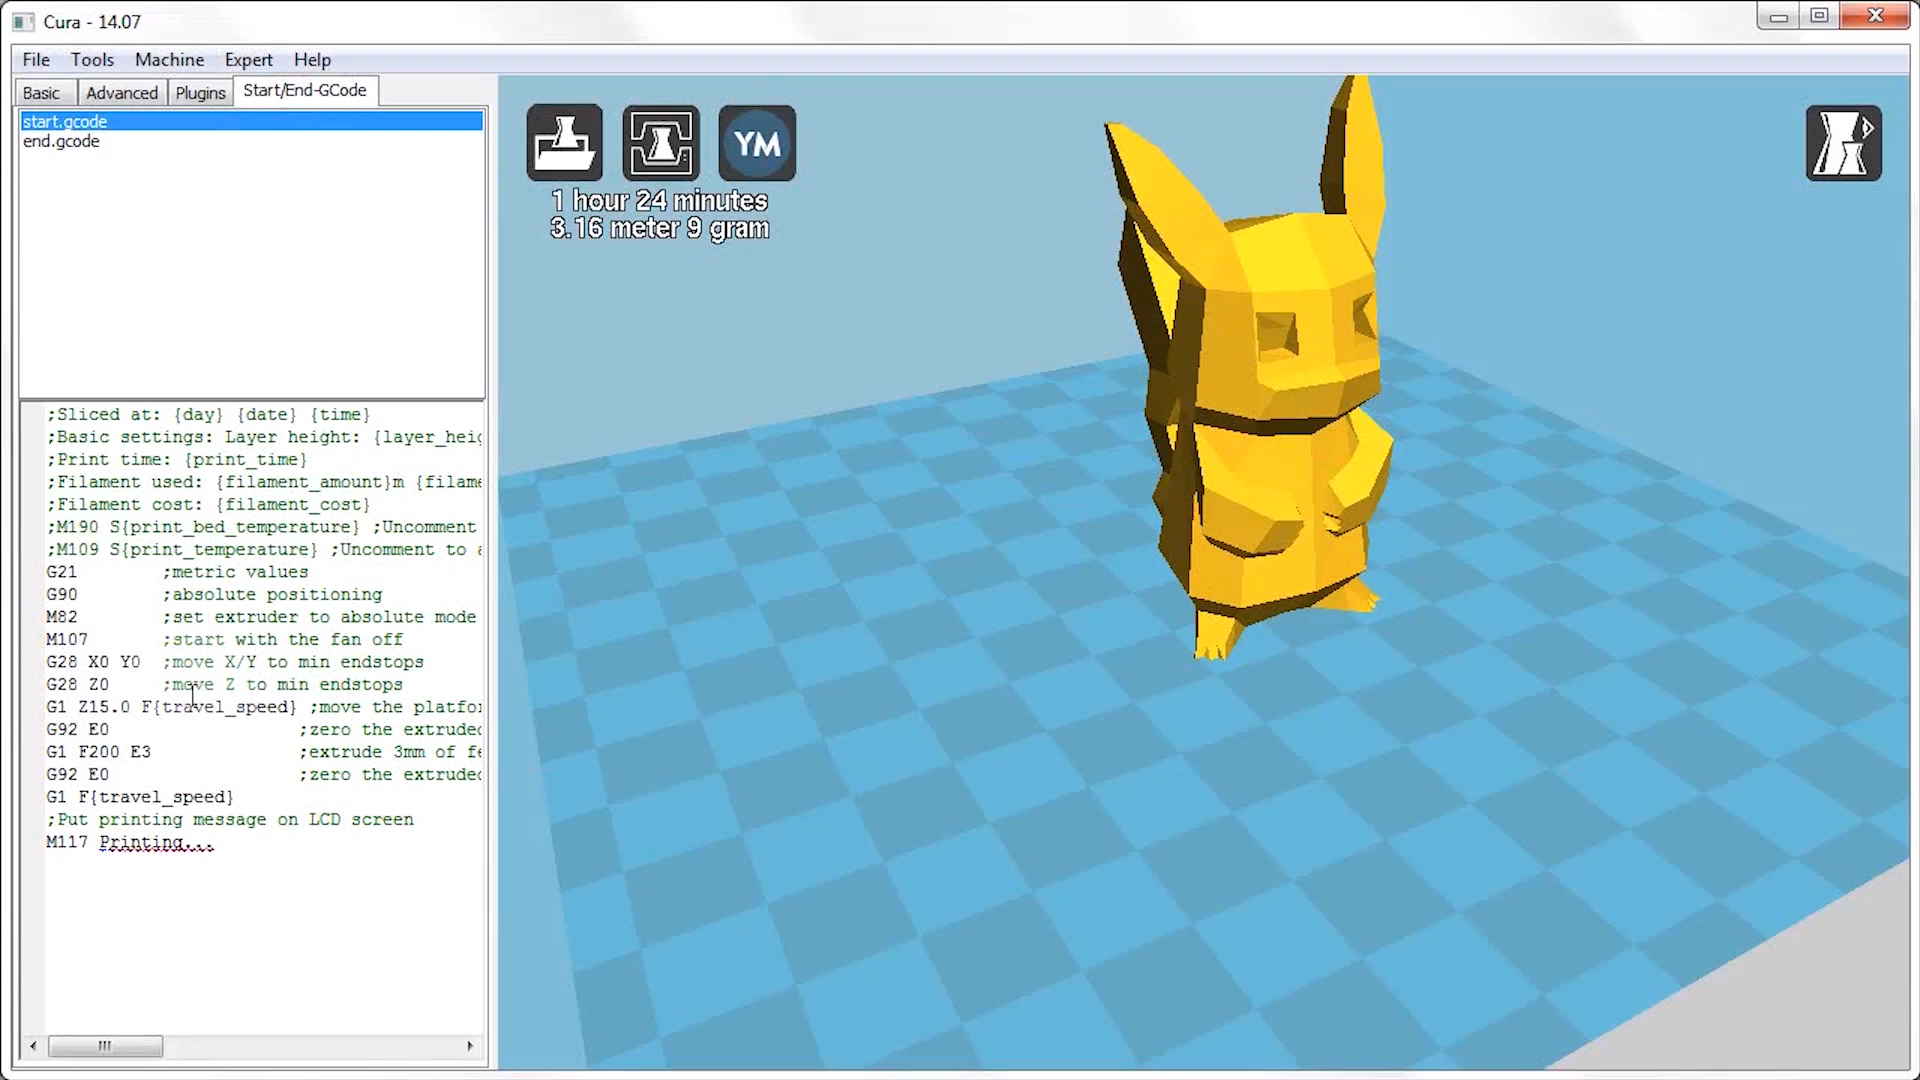 Cura - 14.07
File Tools Machine Expert Help
Basic Advanced Plugins Start/End-GCode
start.gcode
end.gcode
YM
1 hour 24 minutes
3.16 meter 9 gram
;Sliced at: {day} {date} {time}
;Basic settings: Layer height: {layer_heig
;Print time: {print_time}
;Filament used: {filament_amount}m {filame
;Filament cost: {filament_cost}
;M190 S{print_bed_temperature} ;Uncomment
;M109 S{print_temperature} ;Uncomment to a
G21 ;metric values
G90 ;absolute positioning
M82 ;set extruder to absolute mode
M107 ;start with the fan off
G28 X0 Y0 ;move X/Y to min endstops
G28 Z0 ;move Z to min endstops
G1 Z15.0 F{travel_speed} ;move the platfor
G92 E0 ;zero the extruded
G1 F200 E3 ;extrude 3mm of fe
G92 E0 ;zero the extruded
G1 F{travel_speed}
;Put printing message on LCD screen
M117 Printing...